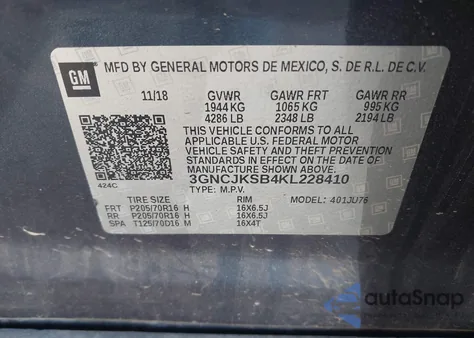 GM
MFD BY GENERAL MOTORS DE MEXICO, S. DE R.L. DE C.V.
11/18 GVWR GAWR FRT GAWR RR
1944 KG 1065 KG 995 KG
4286 LB 2348 LB 2194 LB
THIS VEHICLE CONFORMS TO ALL
APPLICABLE U.S. FEDERAL MOTOR
VEHICLE SAFETY AND THEFT PREVENTION
STANDARDS IN EFFECT ON THE DATE OF
MANUFACTURE SHOWN ABOVE.
3GNCJKSB4KL228410
424C TYPE: M.P.V.
TIRE SIZE RIM MODEL: 401JU76
FRT P205/70R16 H 16X6.5J
RR P205/70R16 H 16X6.5J
SPA T125/70D16 M 16X4T
autoSnap